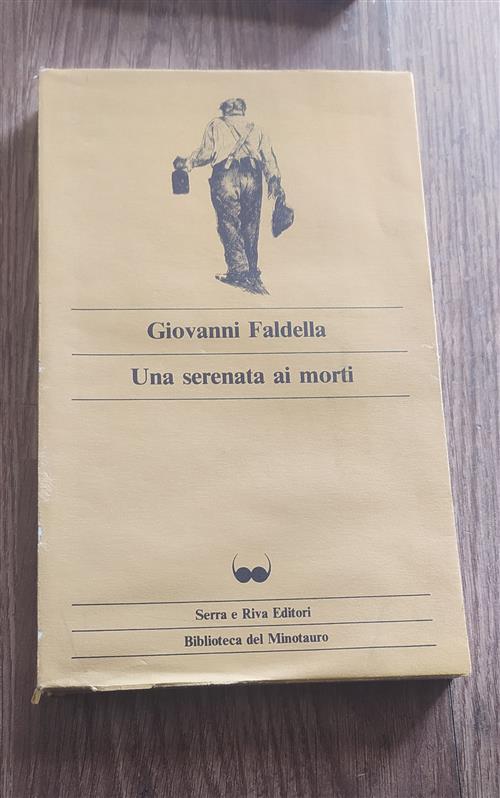 Giovanni Faldella
Una serenata ai morti
Serra e Riva Editori
Biblioteca del Minotauro